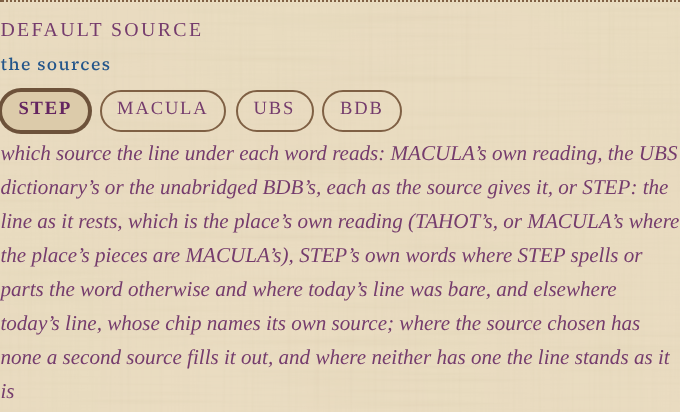 DEFAULT SOURCE
the sources
STEP MACULA UBS BDB
which source the line under each word reads: MACULA’s own reading, the UBS
dictionary’s or the unabridged BDB’s, each as the source gives it, or STEP: the
line as it rests, which is the place’s own reading (TAHOT’s, or MACULA’s where
the place’s pieces are MACULA’s), STEP’s own words where STEP spells or
parts the word otherwise and where today’s line was bare, and elsewhere
today’s line, whose chip names its own source; where the source chosen has
none a second source fills it out, and where neither has one the line stands as it
is